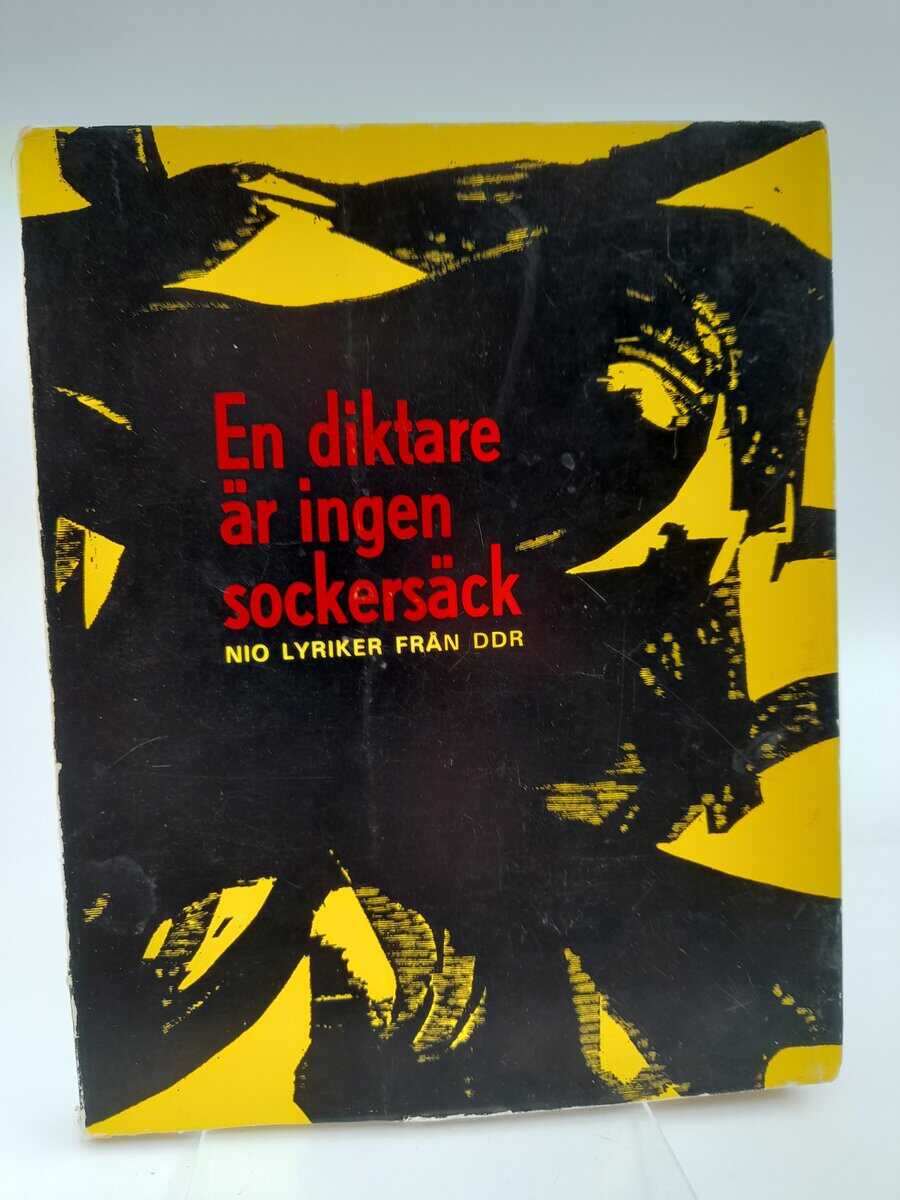 En diktare
är ingen
sockersäck
NIO LYRIKER FRÅN DDR